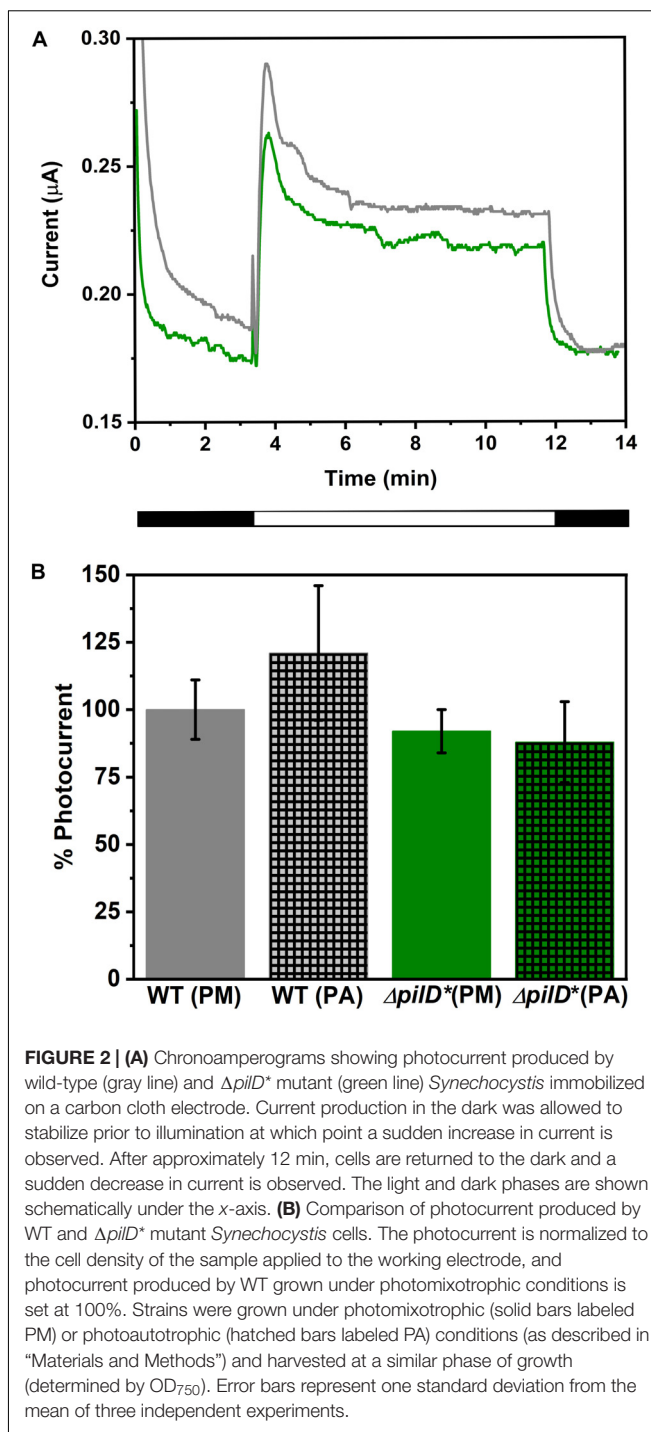 A
0.30
0.25
0.20
0.15
Current (µA)
0 2 4 6 8 10 12 14
Time (min)
B
150
125
100
75
50
25
0
% Photocurrent
WT (PM) WT (PA) ΔpilD*(PM) ΔpilD*(PA)
FIGURE 2 | (A) Chronoamperograms showing photocurrent produced by
wild-type (gray line) and ΔpilD* mutant (green line) Synechocystis immobilized
on a carbon cloth electrode. Current production in the dark was allowed to
stabilize prior to illumination at which point a sudden increase in current is
observed. After approximately 12 min, cells are returned to the dark and a
sudden decrease in current is observed. The light and dark phases are shown
schematically under the x-axis. (B) Comparison of photocurrent produced by
WT and ΔpilD* mutant Synechocystis cells. The photocurrent is normalized to
the cell density of the sample applied to the working electrode, and
photocurrent produced by WT grown under photomixotrophic conditions is
set at 100%. Strains were grown under photomixotrophic (solid bars labeled
PM) or photoautotrophic (hatched bars labeled PA) conditions (as described in
“Materials and Methods”) and harvested at a similar phase of growth
(determined by OD750). Error bars represent one standard deviation from the
mean of three independent experiments.